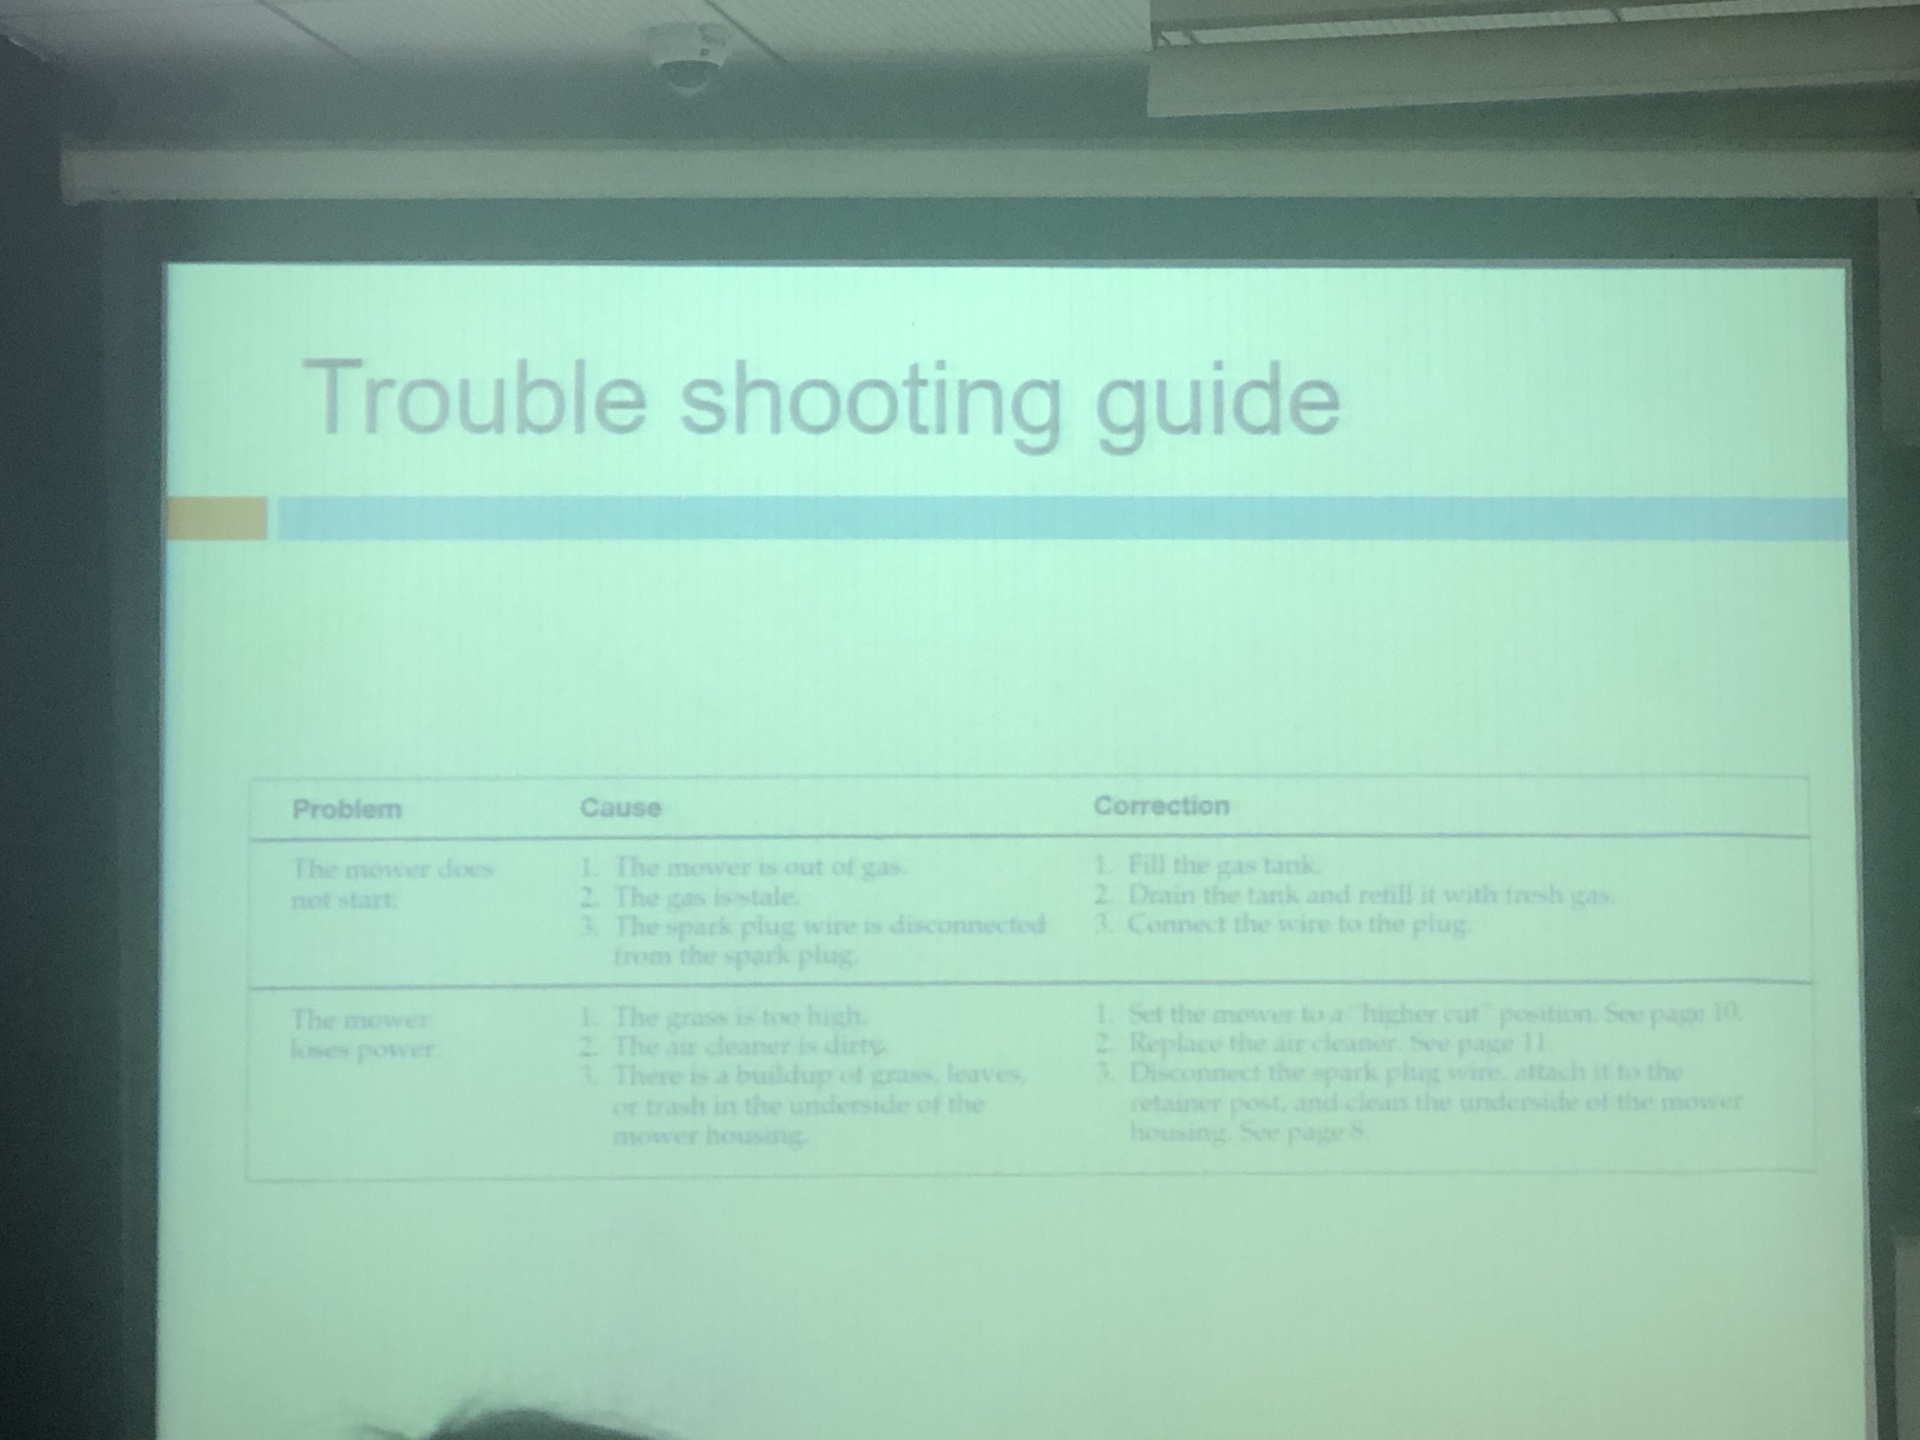 Trouble shooting guide
Problem Cause Correction
The mower does
not start.
1. The mower is out of gas.
2. The gas is stale.
3. The spark plug wire is disconnected
from the spark plug.
1. Fill the gas tank.
2. Drain the tank and refill it with fresh gas.
3. Connect the wire to the plug.
The mower
loses power.
1. The grass is too high.
2. The air cleaner is dirty.
3. There is a buildup of grass, leaves,
or trash in the underside of the
mower housing.
1. Set the mower to a "higher cut" position. See page 10.
2. Replace the air cleaner. See page 11.
3. Disconnect the spark plug wire, attach it to the
retainer post, and clean the underside of the mower
housing. See page 8.